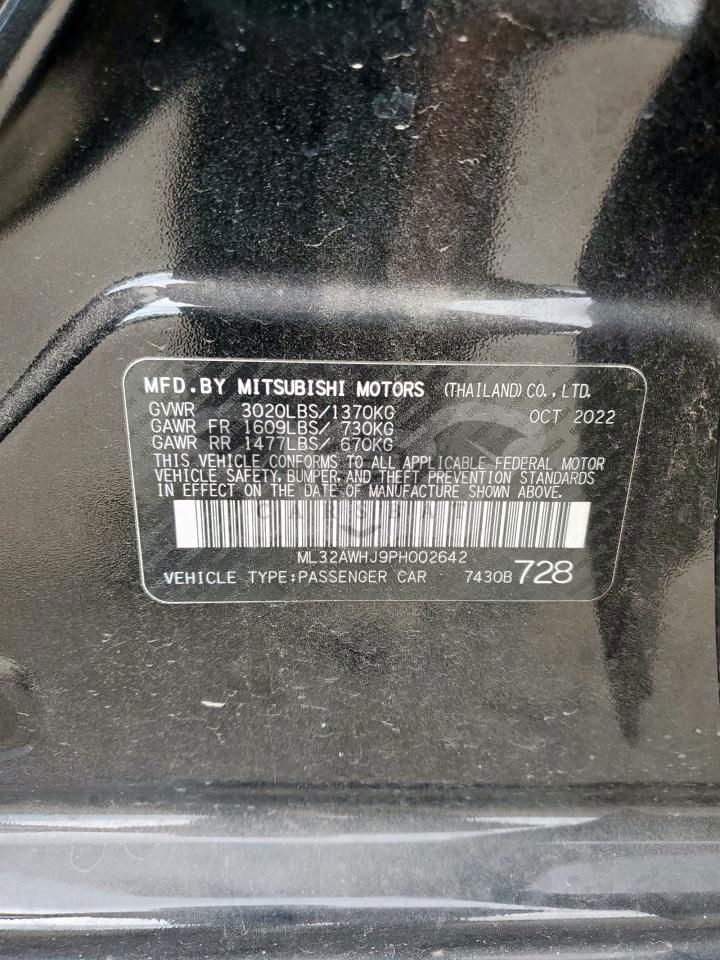 MFD.BY MITSUBISHI MOTORS (THAILAND)CO.,LTD.
GVWR 3020LBS/1370KG OCT 2022
GAWR FR 1609LBS/ 730KG
GAWR RR 1477LBS/ 670KG
THIS VEHICLE CONFORMS TO ALL APPLICABLE FEDERAL MOTOR
VEHICLE SAFETY, BUMPER, AND THEFT PREVENTION STANDARDS
IN EFFECT ON THE DATE OF MANUFACTURE SHOWN ABOVE.
ML32AWHJ9PH002642
VEHICLE TYPE:PASSENGER CAR 7430B 728